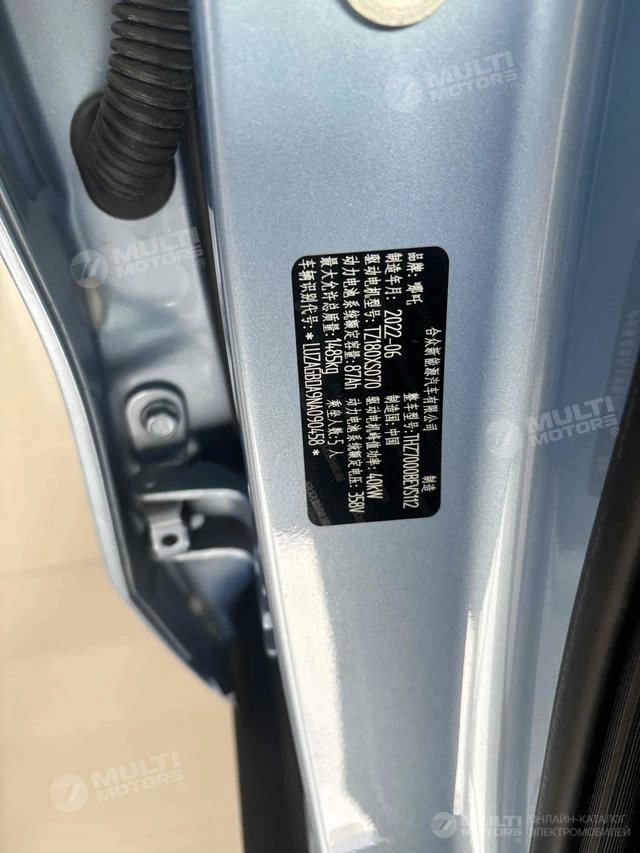 合众新能源汽车有限公司 制造
品牌: 哪吒 整车型号: THZ7000BEVS112
制造年月: 2022-06 制造国: 中国
驱动电机型号: TZ180XS070 驱动电机峰值功率: 40kW
动力电池系统额定容量: 87Ah 动力电池系统额定电压: 358V
最大允许总质量: 1485kg 乘坐人数: 5人
车辆识别代号: *LUZAGBDA9NA090458*
MULTI MOTORS
MULTI MOTORS
MULTI MOTORS
MULTI MOTORS
MULTI MOTORS
MULTI MOTORS
ОНЛАЙН-КАТАЛОГ
ЭЛЕКТРОМОБИЛЕЙ